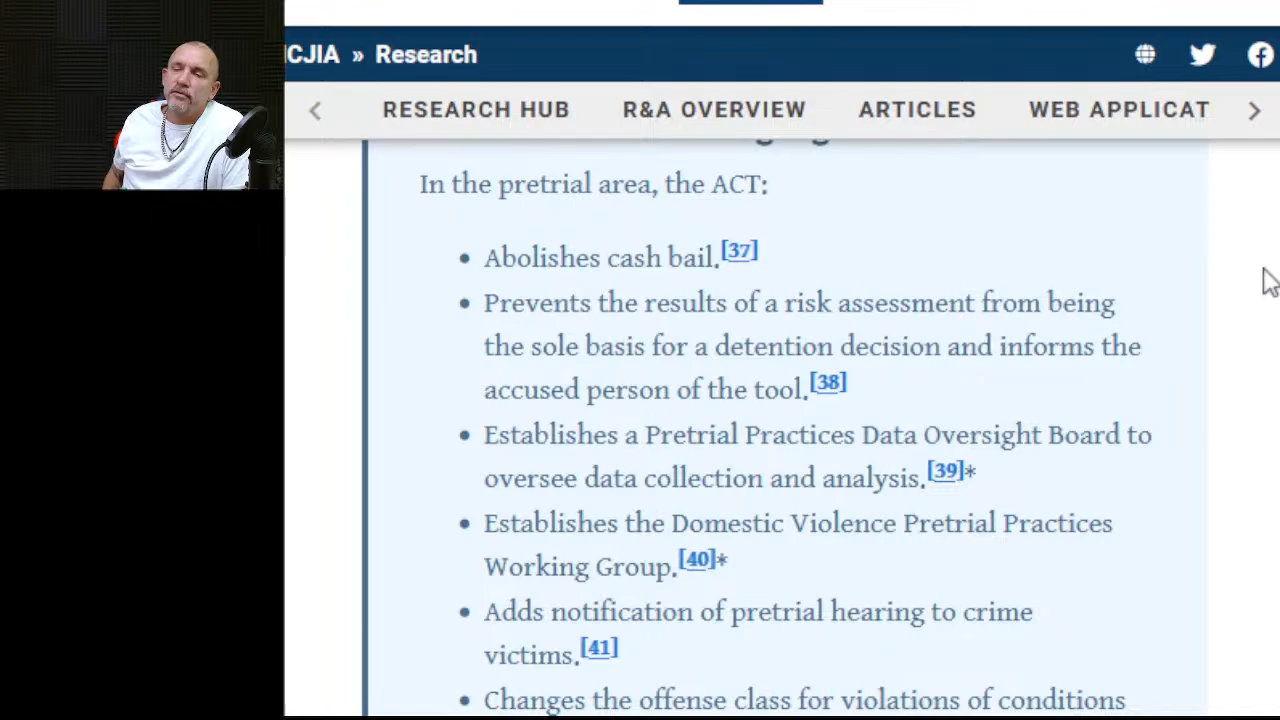 CJIA » Research
RESEARCH HUB R&A OVERVIEW ARTICLES WEB APPLICAT
In the pretrial area, the ACT:
• Abolishes cash bail.[37]
• Prevents the results of a risk assessment from being
the sole basis for a detention decision and informs the
accused person of the tool.[38]
• Establishes a Pretrial Practices Data Oversight Board to
oversee data collection and analysis.[39]*
• Establishes the Domestic Violence Pretrial Practices
Working Group.[40]*
• Adds notification of pretrial hearing to crime
victims.[41]
• Changes the offense class for violations of conditions